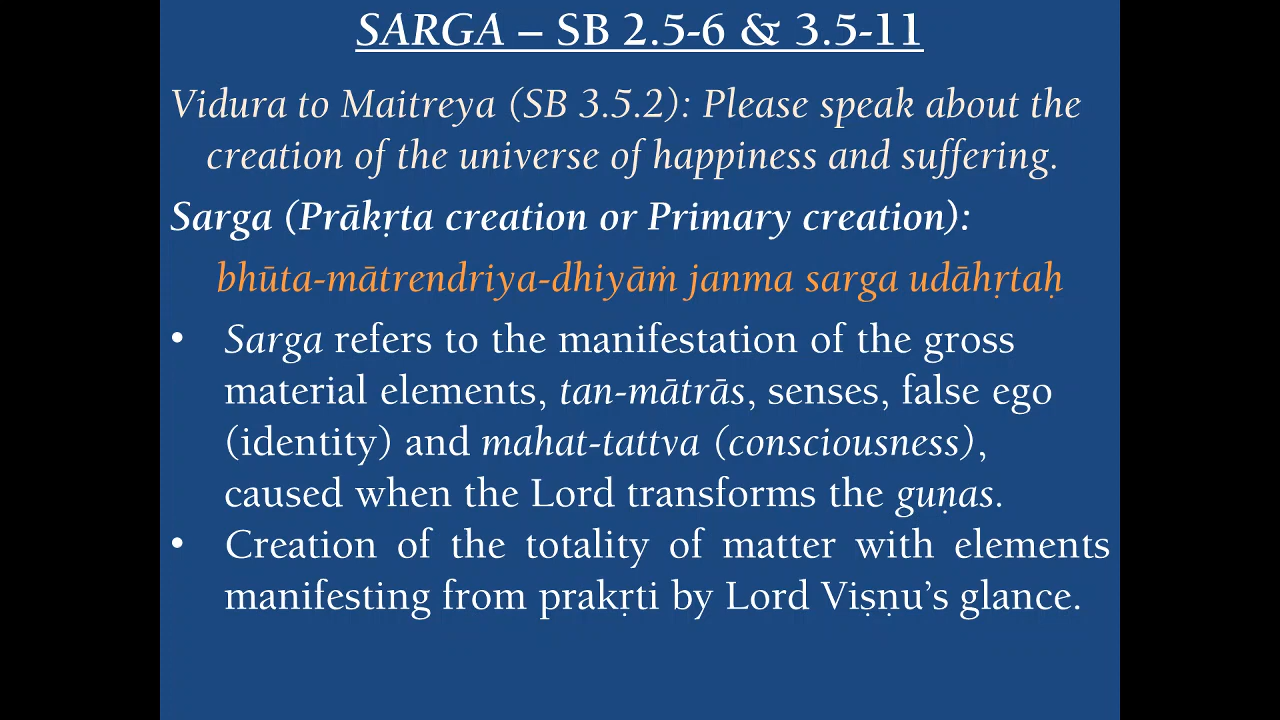 SARGA – SB 2.5-6 & 3.5-11
Vidura to Maitreya (SB 3.5.2): Please speak about the
creation of the universe of happiness and suffering.
Sarga (Prākṛta creation or Primary creation):
bhūta-mātrendriya-dhiyāṁ janma sarga udāhṛtaḥ
• Sarga refers to the manifestation of the gross
material elements, tan-mātrās, senses, false ego
(identity) and mahat-tattva (consciousness),
caused when the Lord transforms the guṇas.
• Creation of the totality of matter with elements
manifesting from prakṛti by Lord Viṣṇu’s glance.